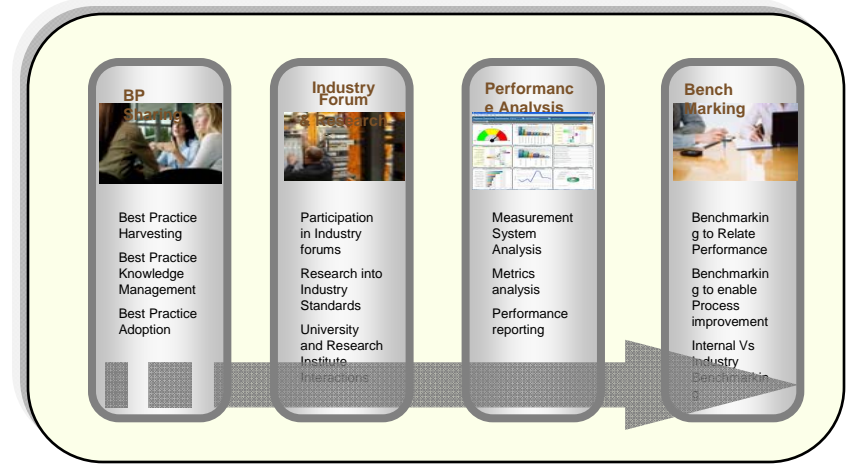 BP
Sharing
Best Practice
Harvesting
Best Practice
Knowledge
Management
Best Practice
Adoption
Industry
Forum
& Research
Participation
in Industry
forums
Research into
Industry
Standards
University
and Research
Institute
Interactions
Performanc
e Analysis
Measurement
System
Analysis
Metrics
analysis
Performance
reporting
Bench
Marking
Benchmarkin
g to Relate
Performance
Benchmarkin
g to enable
Process
improvement
Internal Vs
Industry
Benchmarkin
g